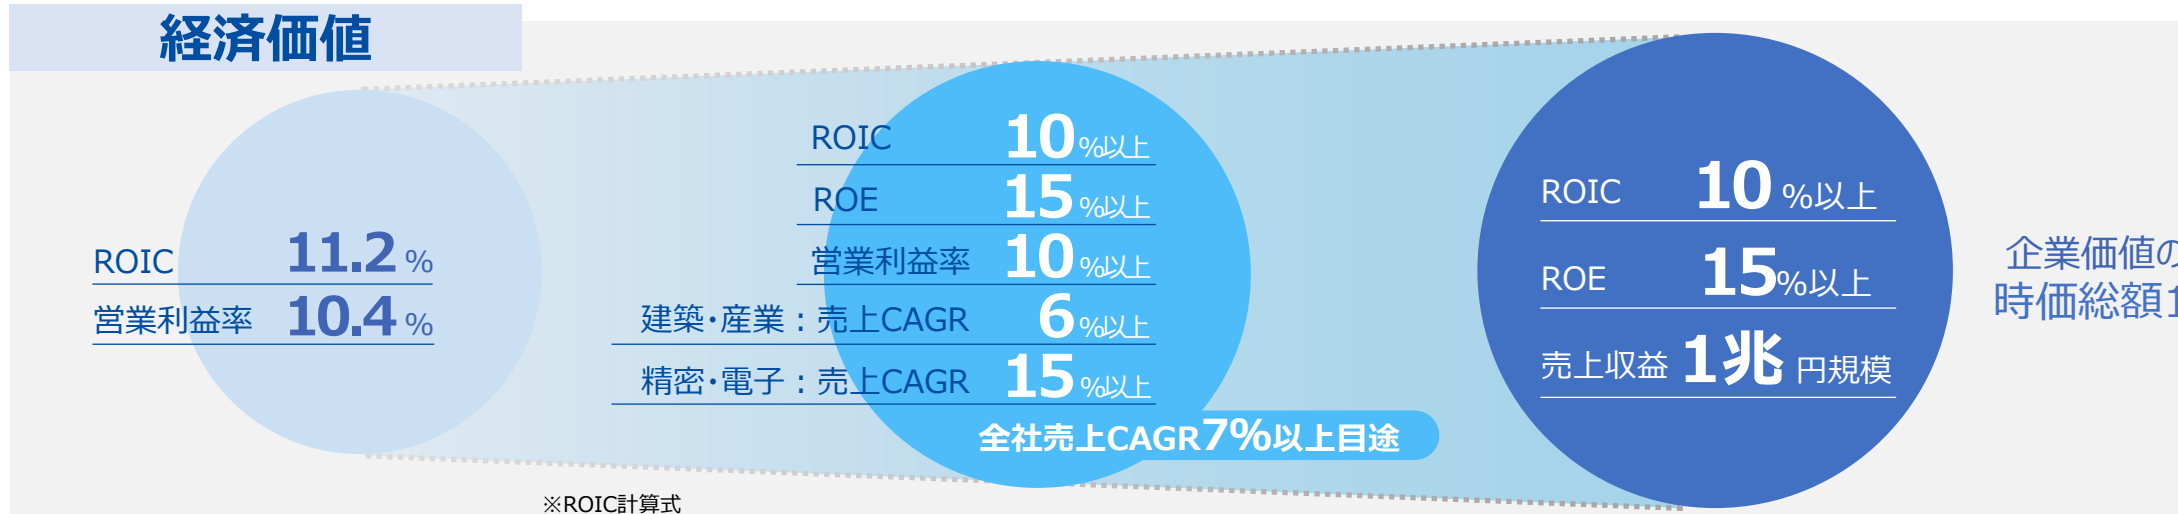 経済価値
ROIC 11.2 %
営業利益率 10.4 %
ROIC 10 %以上
ROE 15 %以上
営業利益率 10 %以上
建築・産業：売上CAGR 6 %以上
精密・電子：売上CAGR 15 %以上
全社売上CAGR7%以上目途
※ROIC計算式
ROIC 10 %以上
ROE 15%以上
売上収益 1兆 円規模
企業価値の
時価総額1